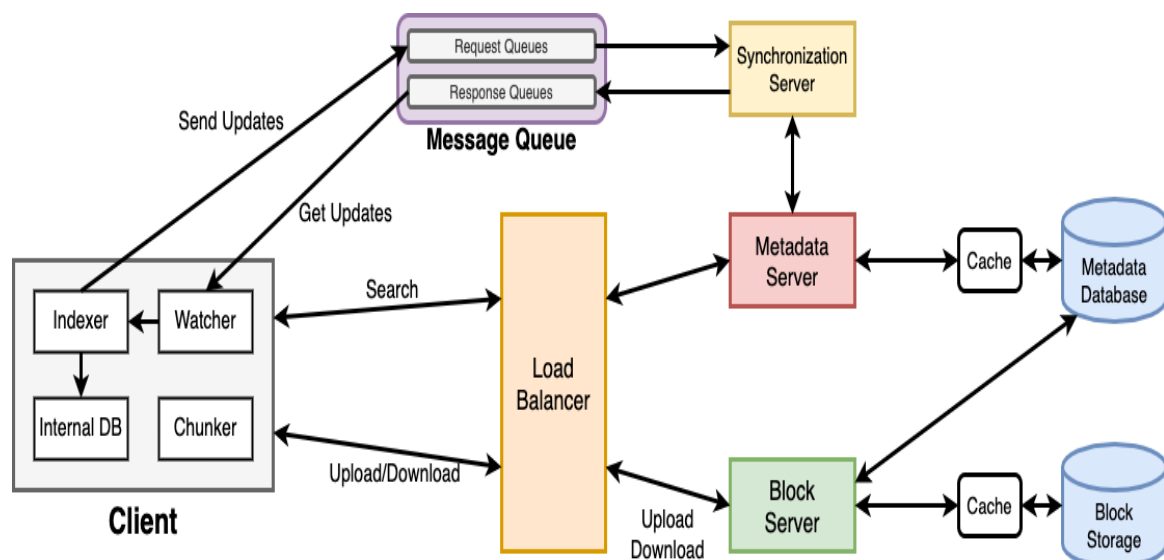 Request Queues
Response Queues
Message Queue
Synchronization
Server
Send Updates
Get Updates
Search
Upload/Download
Indexer
Watcher
Internal DB
Chunker
Client
Load
Balancer
Metadata
Server
Cache
Metadata
Database
Upload
Download
Block
Server
Cache
Block
Storage